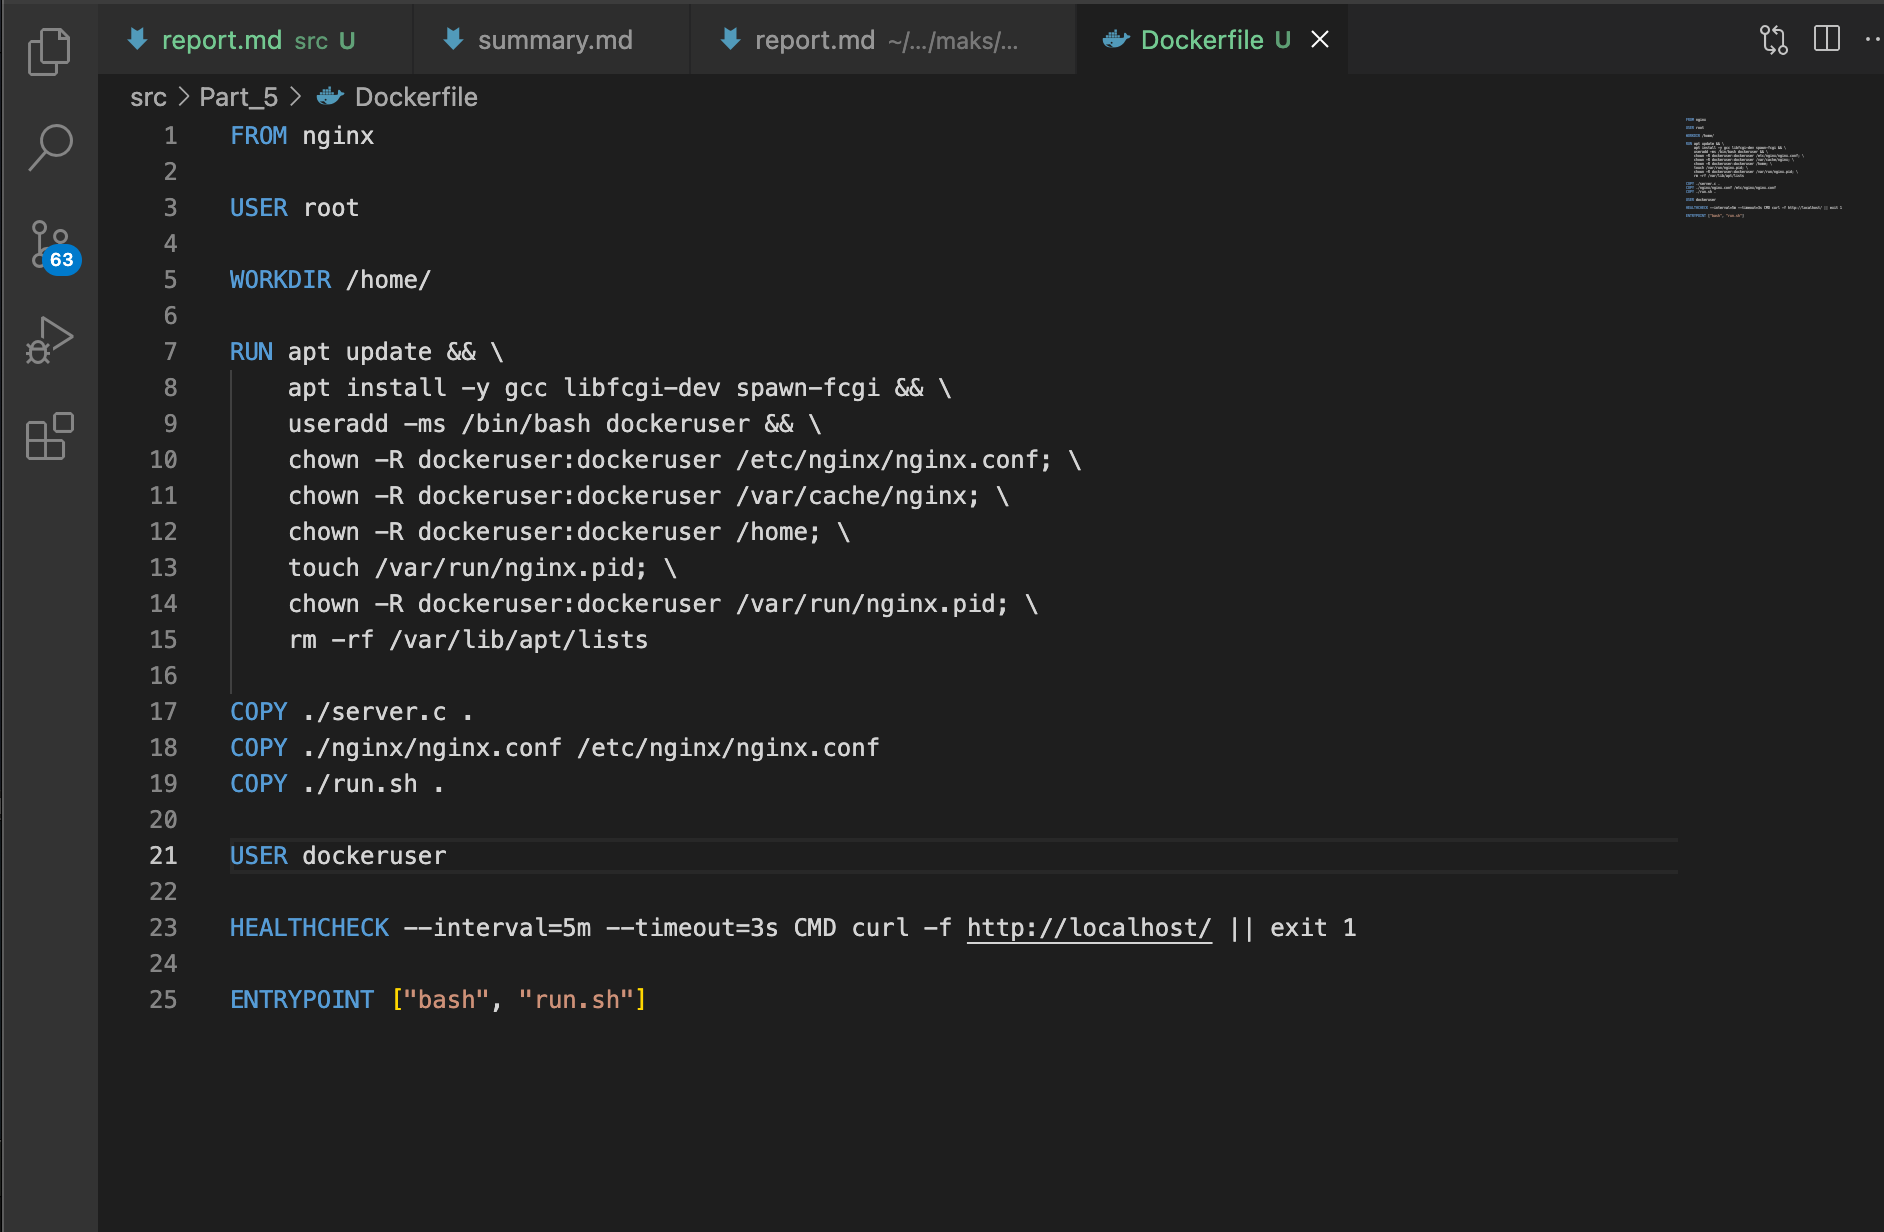 report.md src U summary.md report.md ~/.../maks/... Dockerfile U
src > Part_5 > Dockerfile
63
1 FROM nginx
2
3 USER root
4
5 WORKDIR /home/
6
7 RUN apt update && \
8 apt install -y gcc libfcgi-dev spawn-fcgi && \
9 useradd -ms /bin/bash dockeruser && \
10 chown -R dockeruser:dockeruser /etc/nginx/nginx.conf; \
11 chown -R dockeruser:dockeruser /var/cache/nginx; \
12 chown -R dockeruser:dockeruser /home; \
13 touch /var/run/nginx.pid; \
14 chown -R dockeruser:dockeruser /var/run/nginx.pid; \
15 rm -rf /var/lib/apt/lists
16
17 COPY ./server.c .
18 COPY ./nginx/nginx.conf /etc/nginx/nginx.conf
19 COPY ./run.sh .
20
21 USER dockeruser
22
23 HEALTHCHECK --interval=5m --timeout=3s CMD curl -f http://localhost/ || exit 1
24
25 ENTRYPOINT ["bash", "run.sh"]